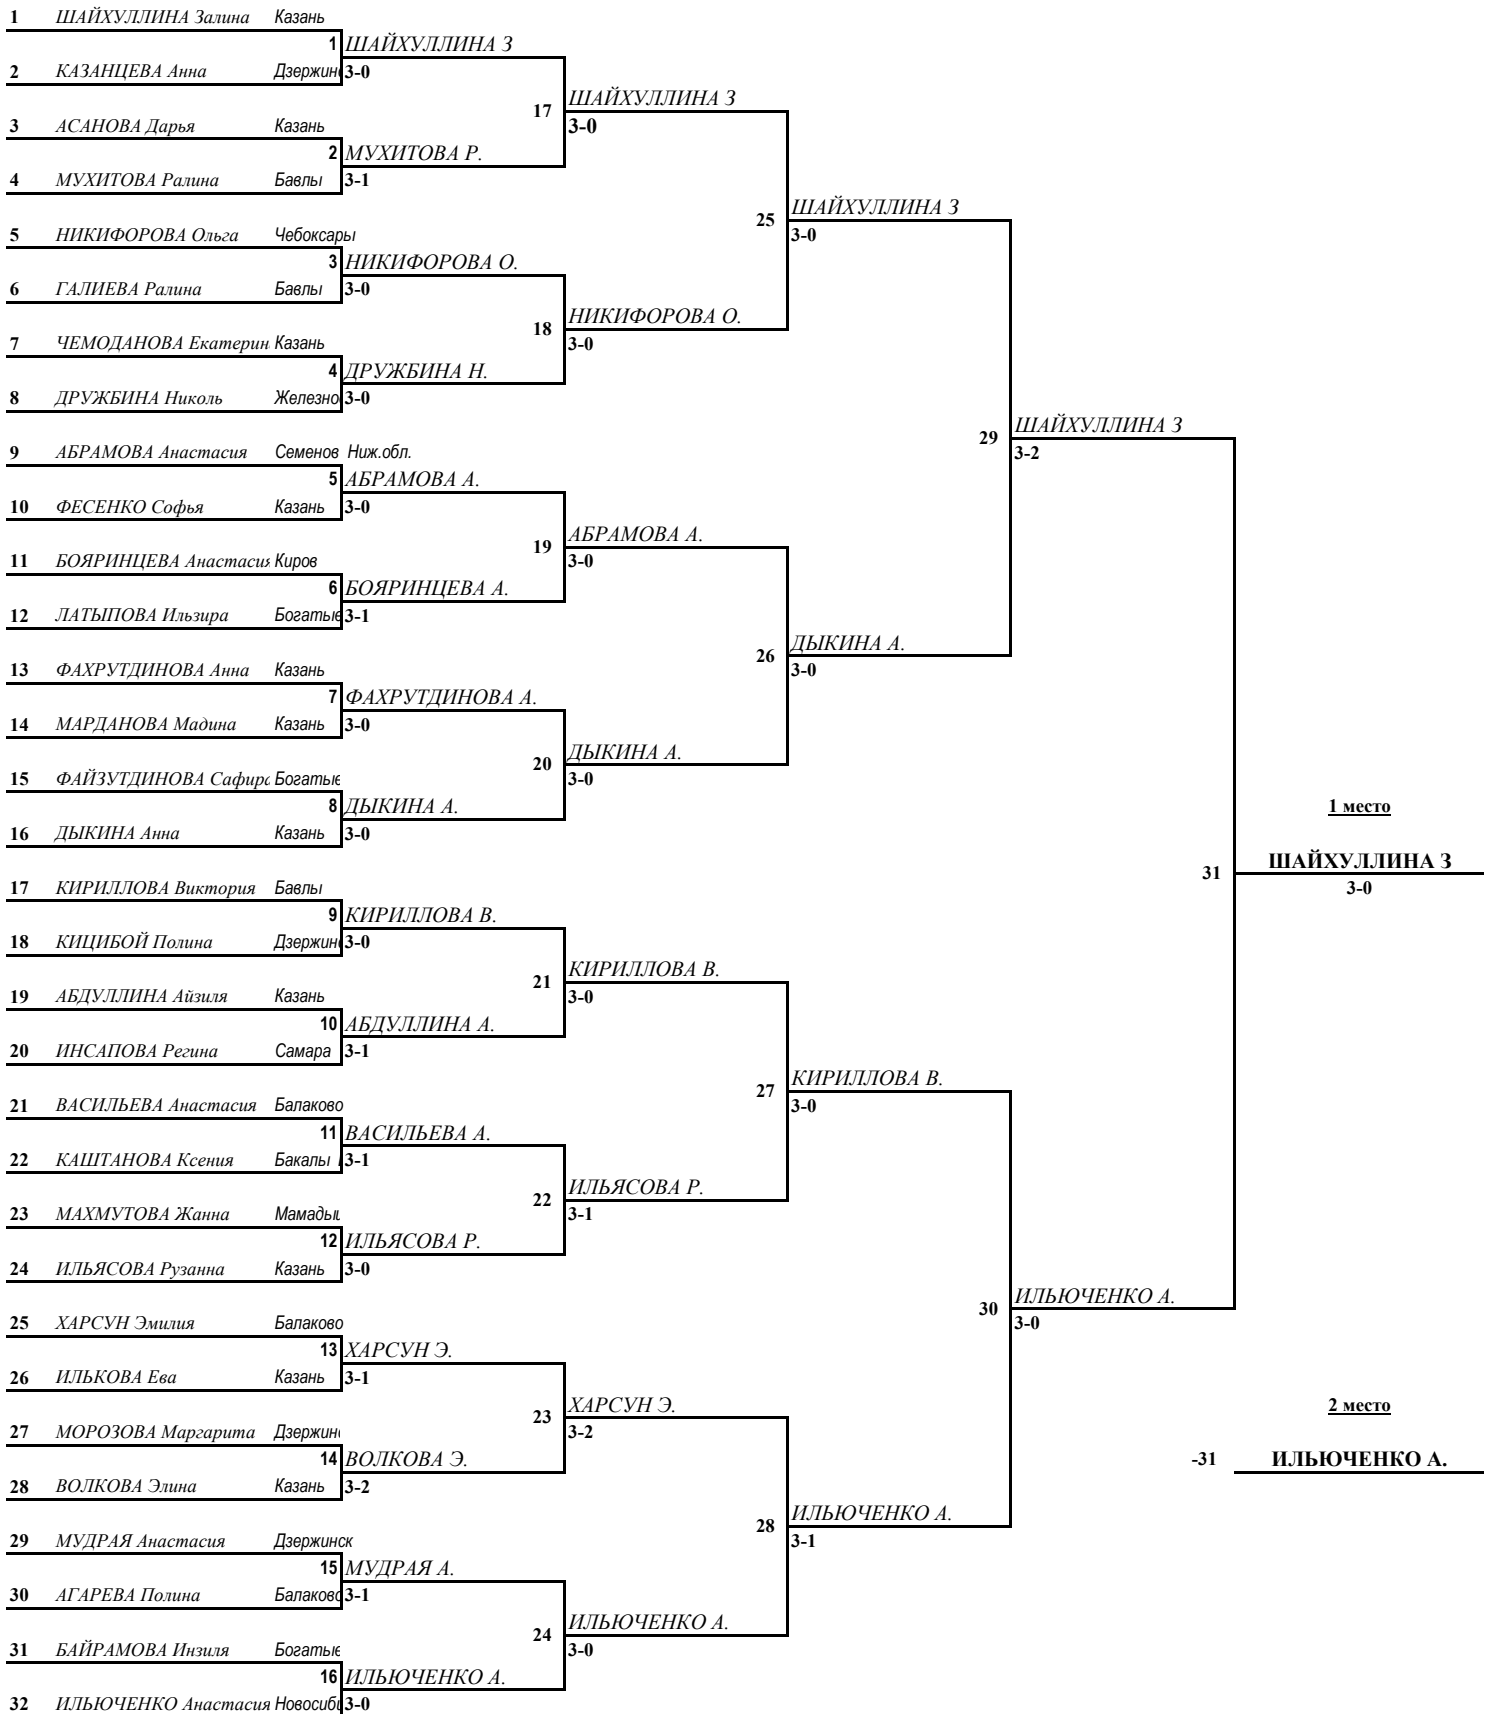 1 ШАЙХУЛЛИНА Залина Казань
1 ШАЙХУЛЛИНА З
2 КАЗАНЦЕВА Анна Дзержин 3-0
17 ШАЙХУЛЛИНА З
3 АСАНОВА Дарья Казань 3-0
2 МУХИТОВА Р.
4 МУХИТОВА Ралина Бавлы 3-1
25 ШАЙХУЛЛИНА З
5 НИКИФОРОВА Ольга Чебоксары 3-0
3 НИКИФОРОВА О.
6 ГАЛИЕВА Ралина Бавлы 3-0
18 НИКИФОРОВА О.
7 ЧЕМОДАНОВА Екатерин Казань 3-0
4 ДРУЖБИНА Н.
8 ДРУЖБИНА Николь Железно 3-0
29 ШАЙХУЛЛИНА З
9 АБРАМОВА Анастасия Семенов Ниж.обл. 3-2
5 АБРАМОВА А.
10 ФЕСЕНКО Софья Казань 3-0
19 АБРАМОВА А.
11 БОЯРИНЦЕВА Анастасия Киров 3-0
6 БОЯРИНЦЕВА А.
12 ЛАТЫПОВА Ильзира Богатые 3-1
26 ДЫКИНА А.
13 ФАХРУТДИНОВА Анна Казань 3-0
7 ФАХРУТДИНОВА А.
14 МАРДАНОВА Мадина Казань 3-0
20 ДЫКИНА А.
15 ФАЙЗУТДИНОВА Сафира Богатые 3-0
8 ДЫКИНА А. 1 место
16 ДЫКИНА Анна Казань 3-0
31 ШАЙХУЛЛИНА З
17 КИРИЛЛОВА Виктория Бавлы 3-0
9 КИРИЛЛОВА В.
18 КИЦИБОЙ Полина Дзержин 3-0
21 КИРИЛЛОВА В.
19 АБДУЛЛИНА Айзиля Казань 3-0
10 АБДУЛЛИНА А.
20 ИНСАПОВА Регина Самара 3-1
27 КИРИЛЛОВА В.
21 ВАСИЛЬЕВА Анастасия Балаково 3-0
11 ВАСИЛЬЕВА А.
22 КАШТАНОВА Ксения Бакалы 3-1
22 ИЛЬЯСОВА Р.
23 МАХМУТОВА Жанна Мамады 3-1
12 ИЛЬЯСОВА Р.
24 ИЛЬЯСОВА Рузанна Казань 3-0
30 ИЛЬЮЧЕНКО А.
25 ХАРСУН Эмилия Балаково 3-0
13 ХАРСУН Э.
26 ИЛЬКОВА Ева Казань 3-1
23 ХАРСУН Э. 2 место
27 МОРОЗОВА Маргарита Дзержин 3-2
14 ВОЛКОВА Э. -31 ИЛЬЮЧЕНКО А.
28 ВОЛКОВА Элина Казань 3-2
28 ИЛЬЮЧЕНКО А.
29 МУДРАЯ Анастасия Дзержинск 3-1
15 МУДРАЯ А.
30 АГАРЕВА Полина Балаково 3-1
24 ИЛЬЮЧЕНКО А.
31 БАЙРАМОВА Инзиля Богатые 3-0
16 ИЛЬЮЧЕНКО А.
32 ИЛЬЮЧЕНКО Анастасия Новосиби 3-0